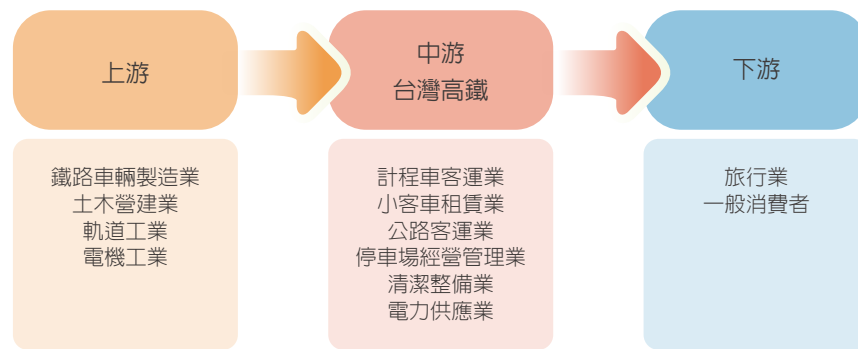 上游
鐵路車輛製造業
土木營建業
軌道工業
電機工業
中游
台灣高鐵
計程車客運業
小客車租賃業
公路客運業
停車場經營管理業
清潔整備業
電力供應業
下游
旅行業
一般消費者